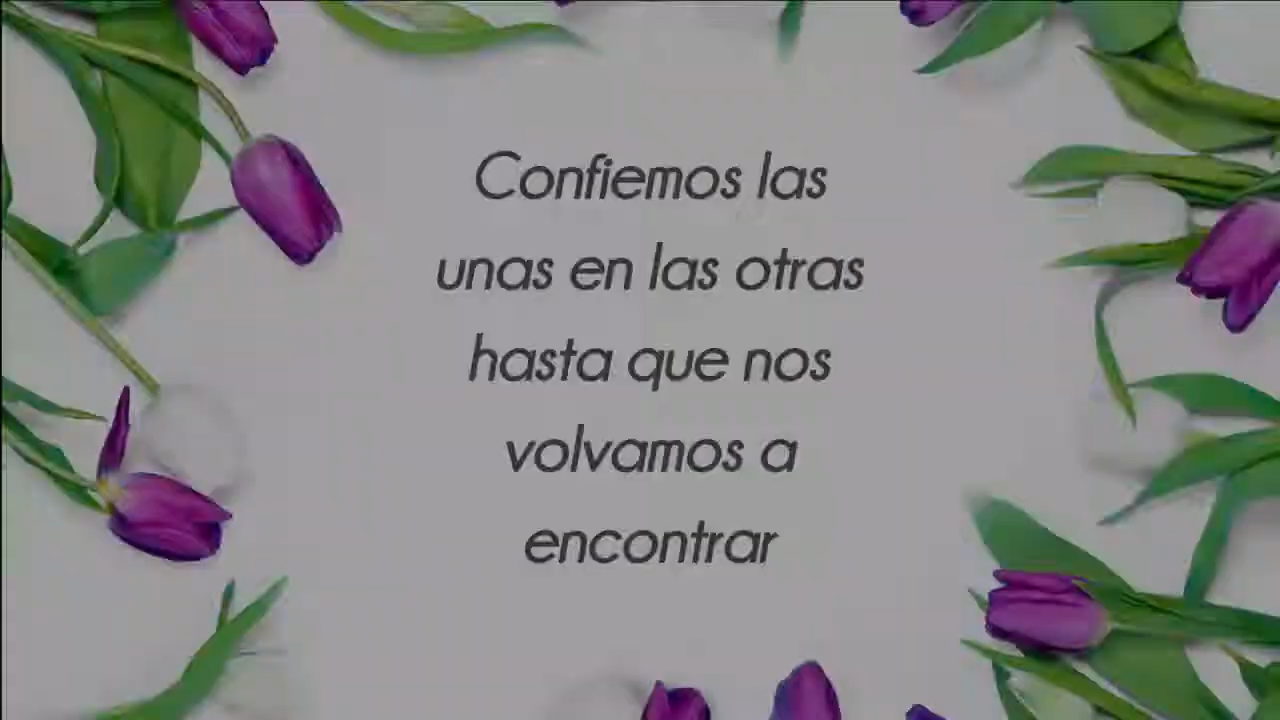 Confiemos las
unas en las otras
hasta que nos
volvamos a
encontrar